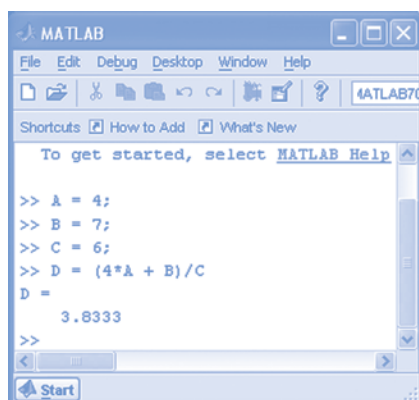 MATLAB
File Edit Debug Desktop Window Help
? MATLAB70
Shortcuts How to Add What's New
To get started, select MATLAB Help
>> A = 4;
>> B = 7;
>> C = 6;
>> D = (4*A + B)/C
D =
3.8333
>>
Start